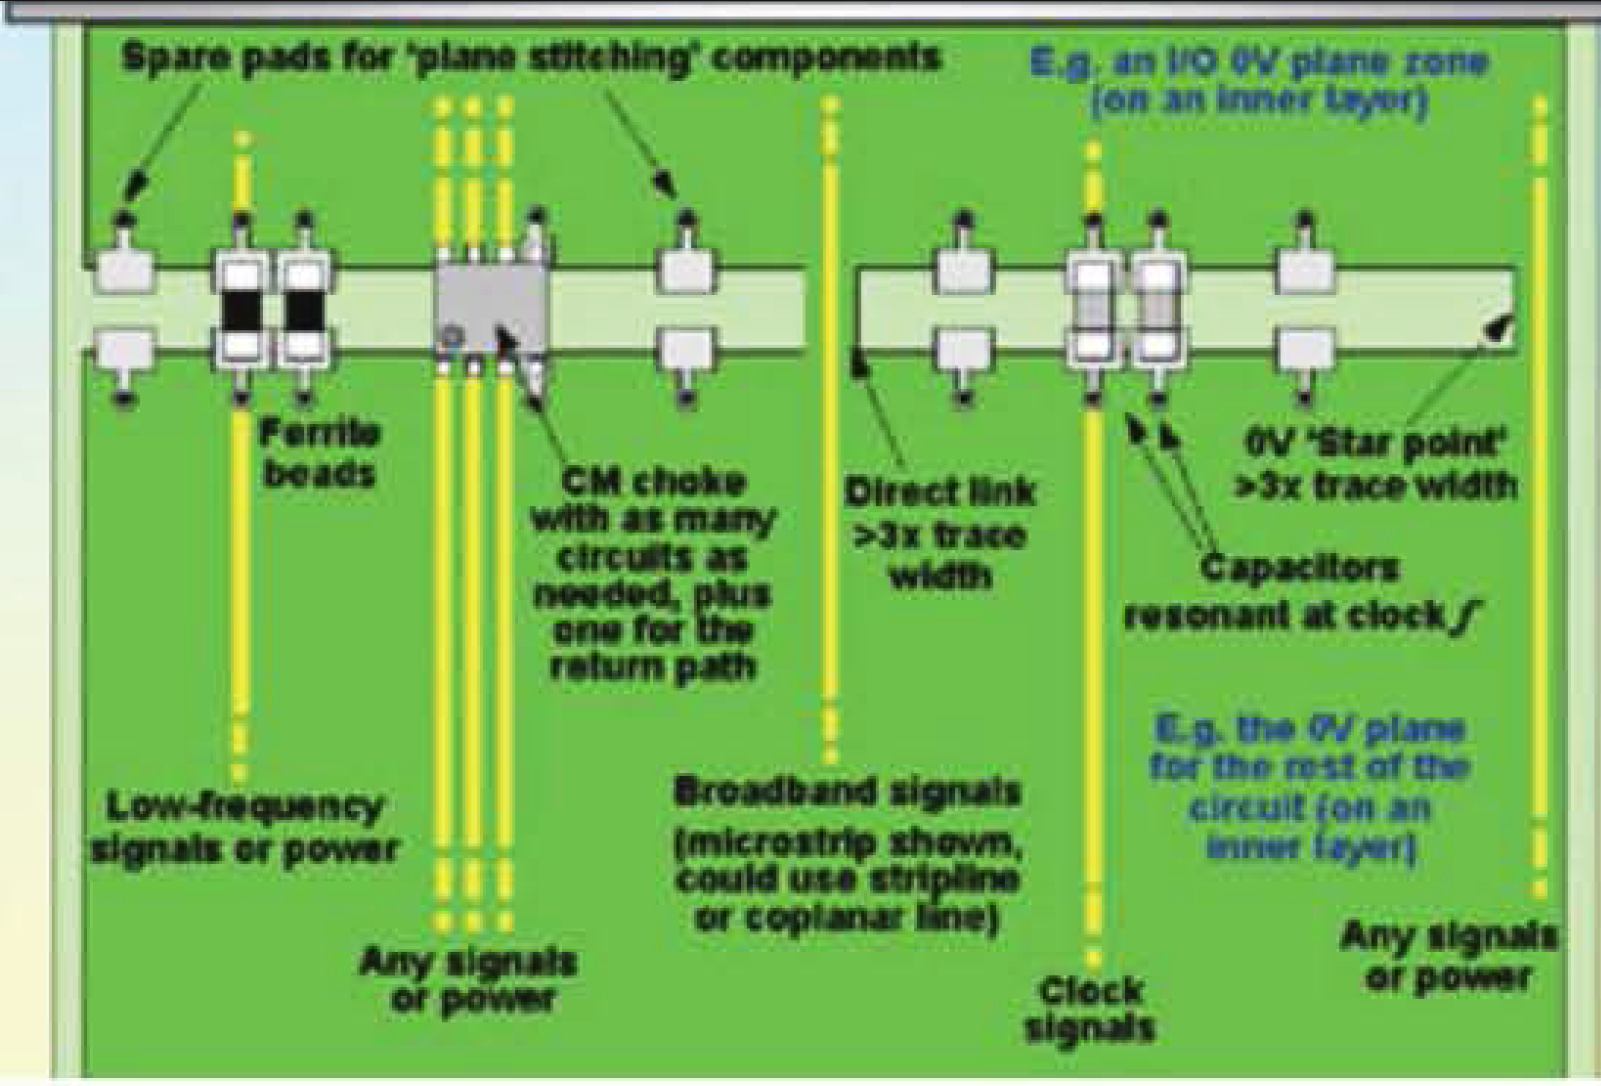 Spare pads for 'plane stitching' components
E.g. an I/O 0V plane zone
(on an inner layer)
Ferrite
beads
CM choke
with as many
circuits as
needed, plus
one for the
return path
Direct link
>3x trace
width
0V 'Star point'
>3x trace width
Capacitors
resonant at clock ƒ
E.g. the 0V plane
for the rest of the
circuit (on an
inner layer)
Low-frequency
signals or power
Broadband signals
(microstrip shown,
could use stripline
or coplanar line)
Any signals
or power
Clock
signals
Any signals
or power